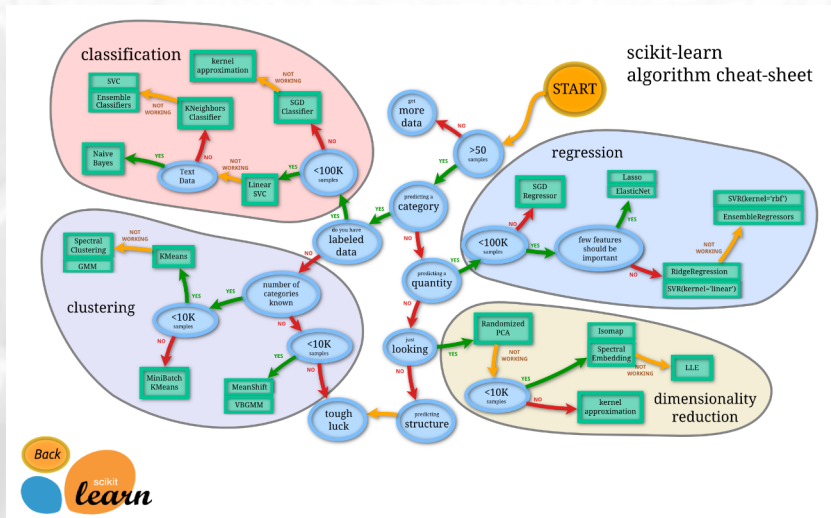 scikit-learn
algorithm cheat-sheet
START
classification
kernel
approximation
NOT
WORKING
SVC
Ensemble
Classifiers
NOT
WORKING
KNeighbors
Classifier
SGD
Classifier
NO
Naive
Bayes
YES
Text
Data
NO
NOT
WORKING
Linear
SVC
YES
<100K
samples
YES
get
more
data
NO
>50
samples
YES
predicting a
category
YES
NO
do you have
labeled
data
NO
predicting a
quantity
YES
NO
just
looking
YES
NO
predicting
structure
tough
luck
regression
SGD
Regressor
NO
<100K
samples
YES
Lasso
ElasticNet
YES
few features
should be
important
NO
RidgeRegression
SVR(kernel='linear')
NOT
WORKING
SVR(kernel='rbf')
EnsembleRegressors
clustering
Spectral
Clustering
GMM
NOT
WORKING
KMeans
YES
<10K
samples
NO
MiniBatch
KMeans
YES
number of
categories
known
NO
<10K
samples
YES
NO
MeanShift
VBGMM
dimensionality
reduction
Randomized
PCA
NOT
WORKING
<10K
samples
YES
NO
kernel
approximation
Isomap
Spectral
Embedding
NOT
WORKING
LLE
Back
scikit
learn